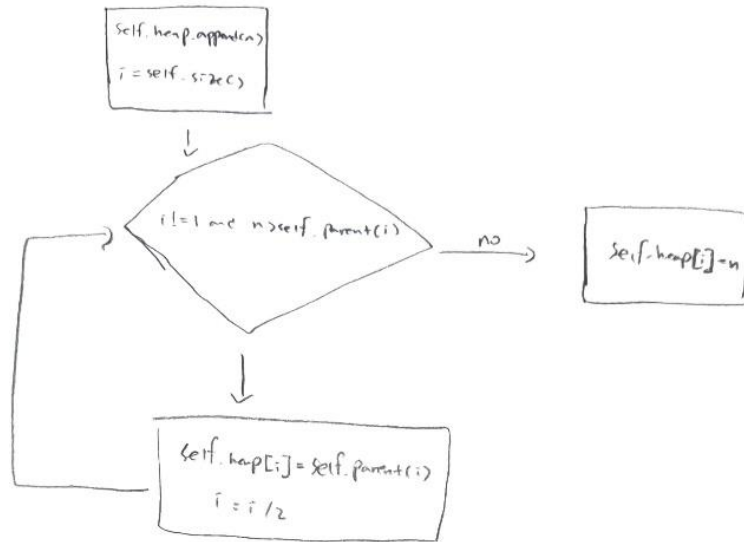 self.heap.append(n)
i = self.size()
i != 1 and n > self.parent(i)
no
self.heap[i] = n
self.heap[i] = self.parent(i)
i = i / 2